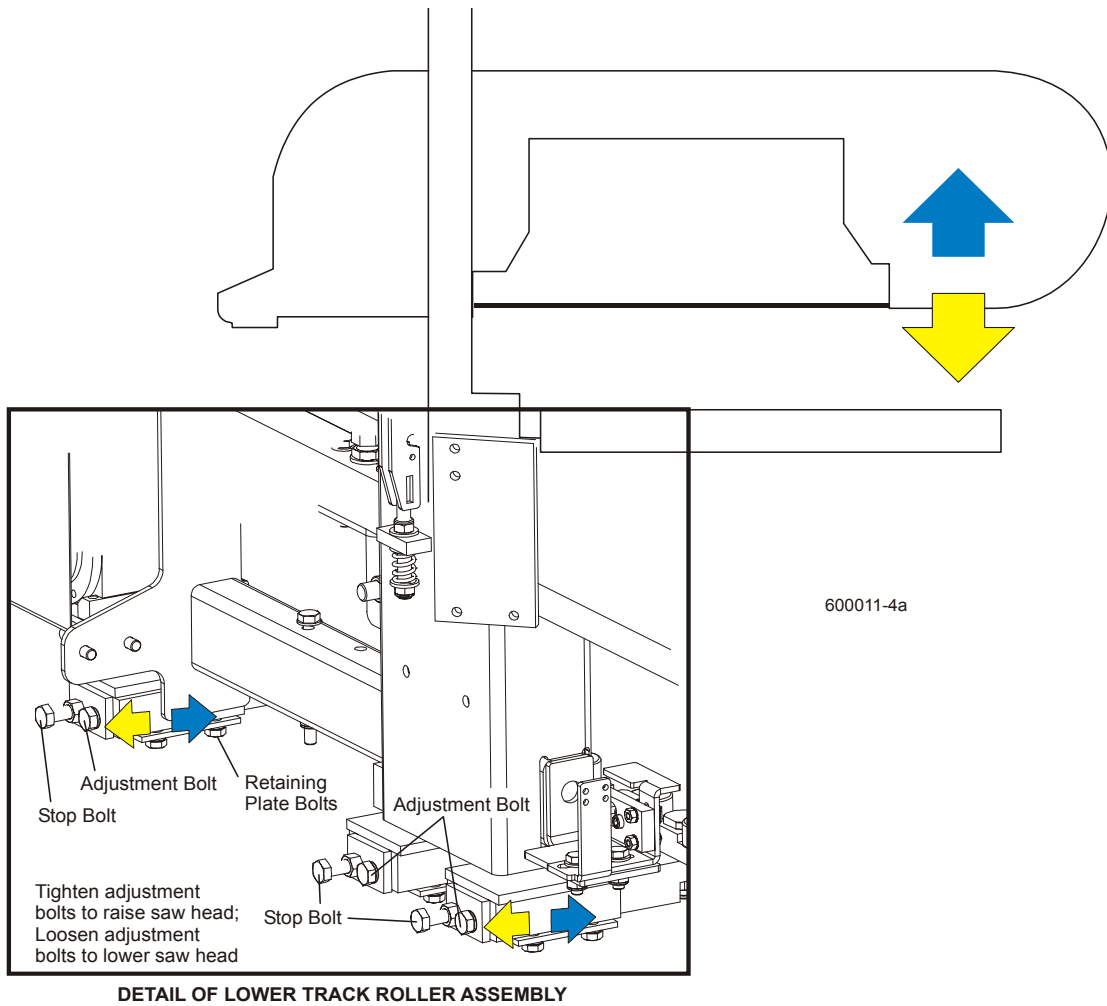 600011-4a
Adjustment Bolt
Stop Bolt
Retaining
Plate Bolts
Adjustment Bolt
Stop Bolt
Tighten adjustment
bolts to raise saw head;
Loosen adjustment
bolts to lower saw head
DETAIL OF LOWER TRACK ROLLER ASSEMBLY